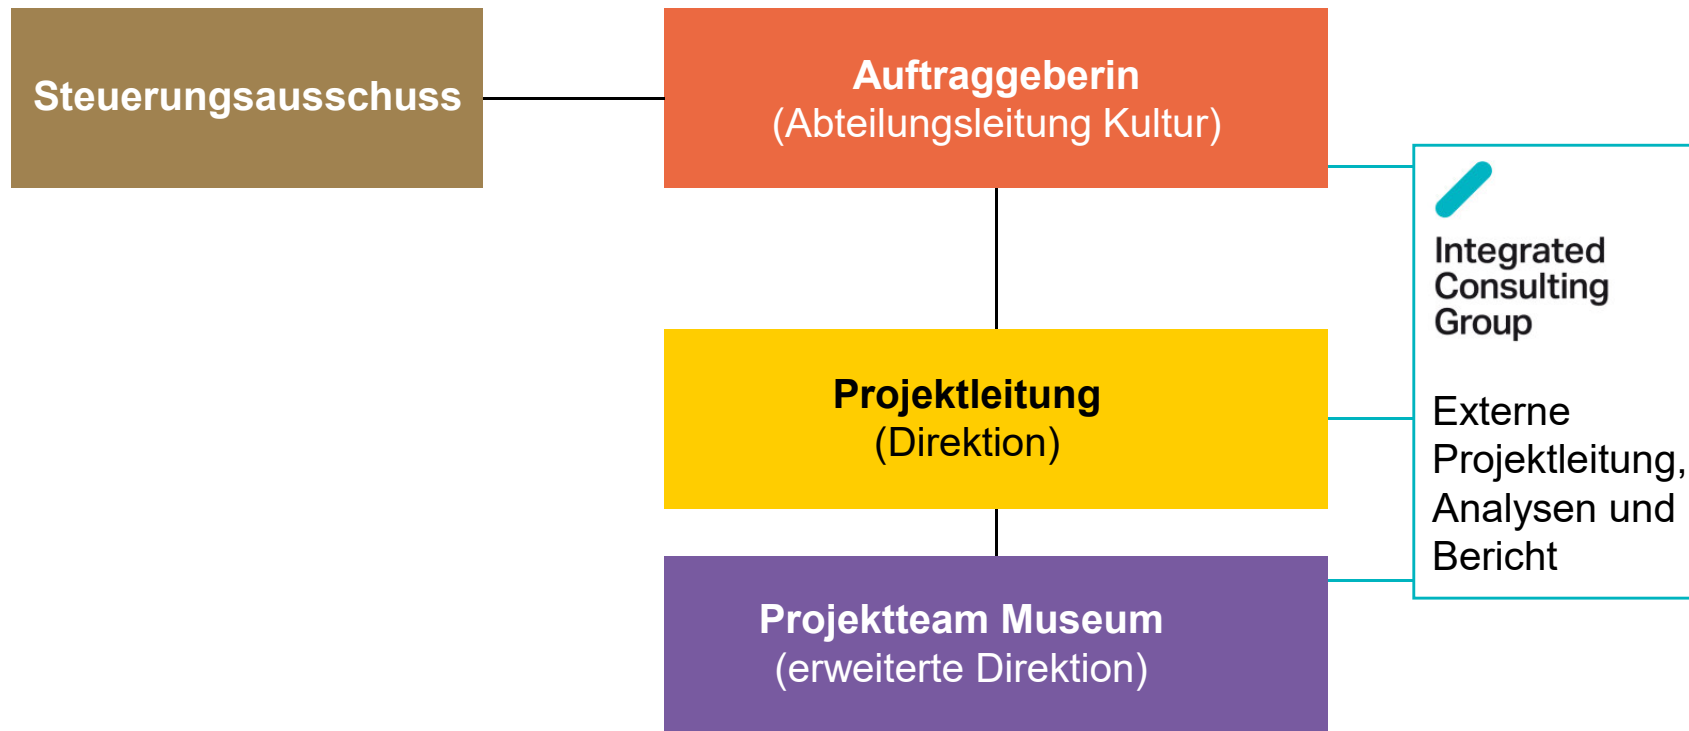 Steuerungsausschuss
Auftraggeberin
(Abteilungsleitung Kultur)
Integrated
Consulting
Group
Externe
Projektleitung,
Analysen und
Bericht
Projektleitung
(Direktion)
Projektteam Museum
(erweiterte Direktion)